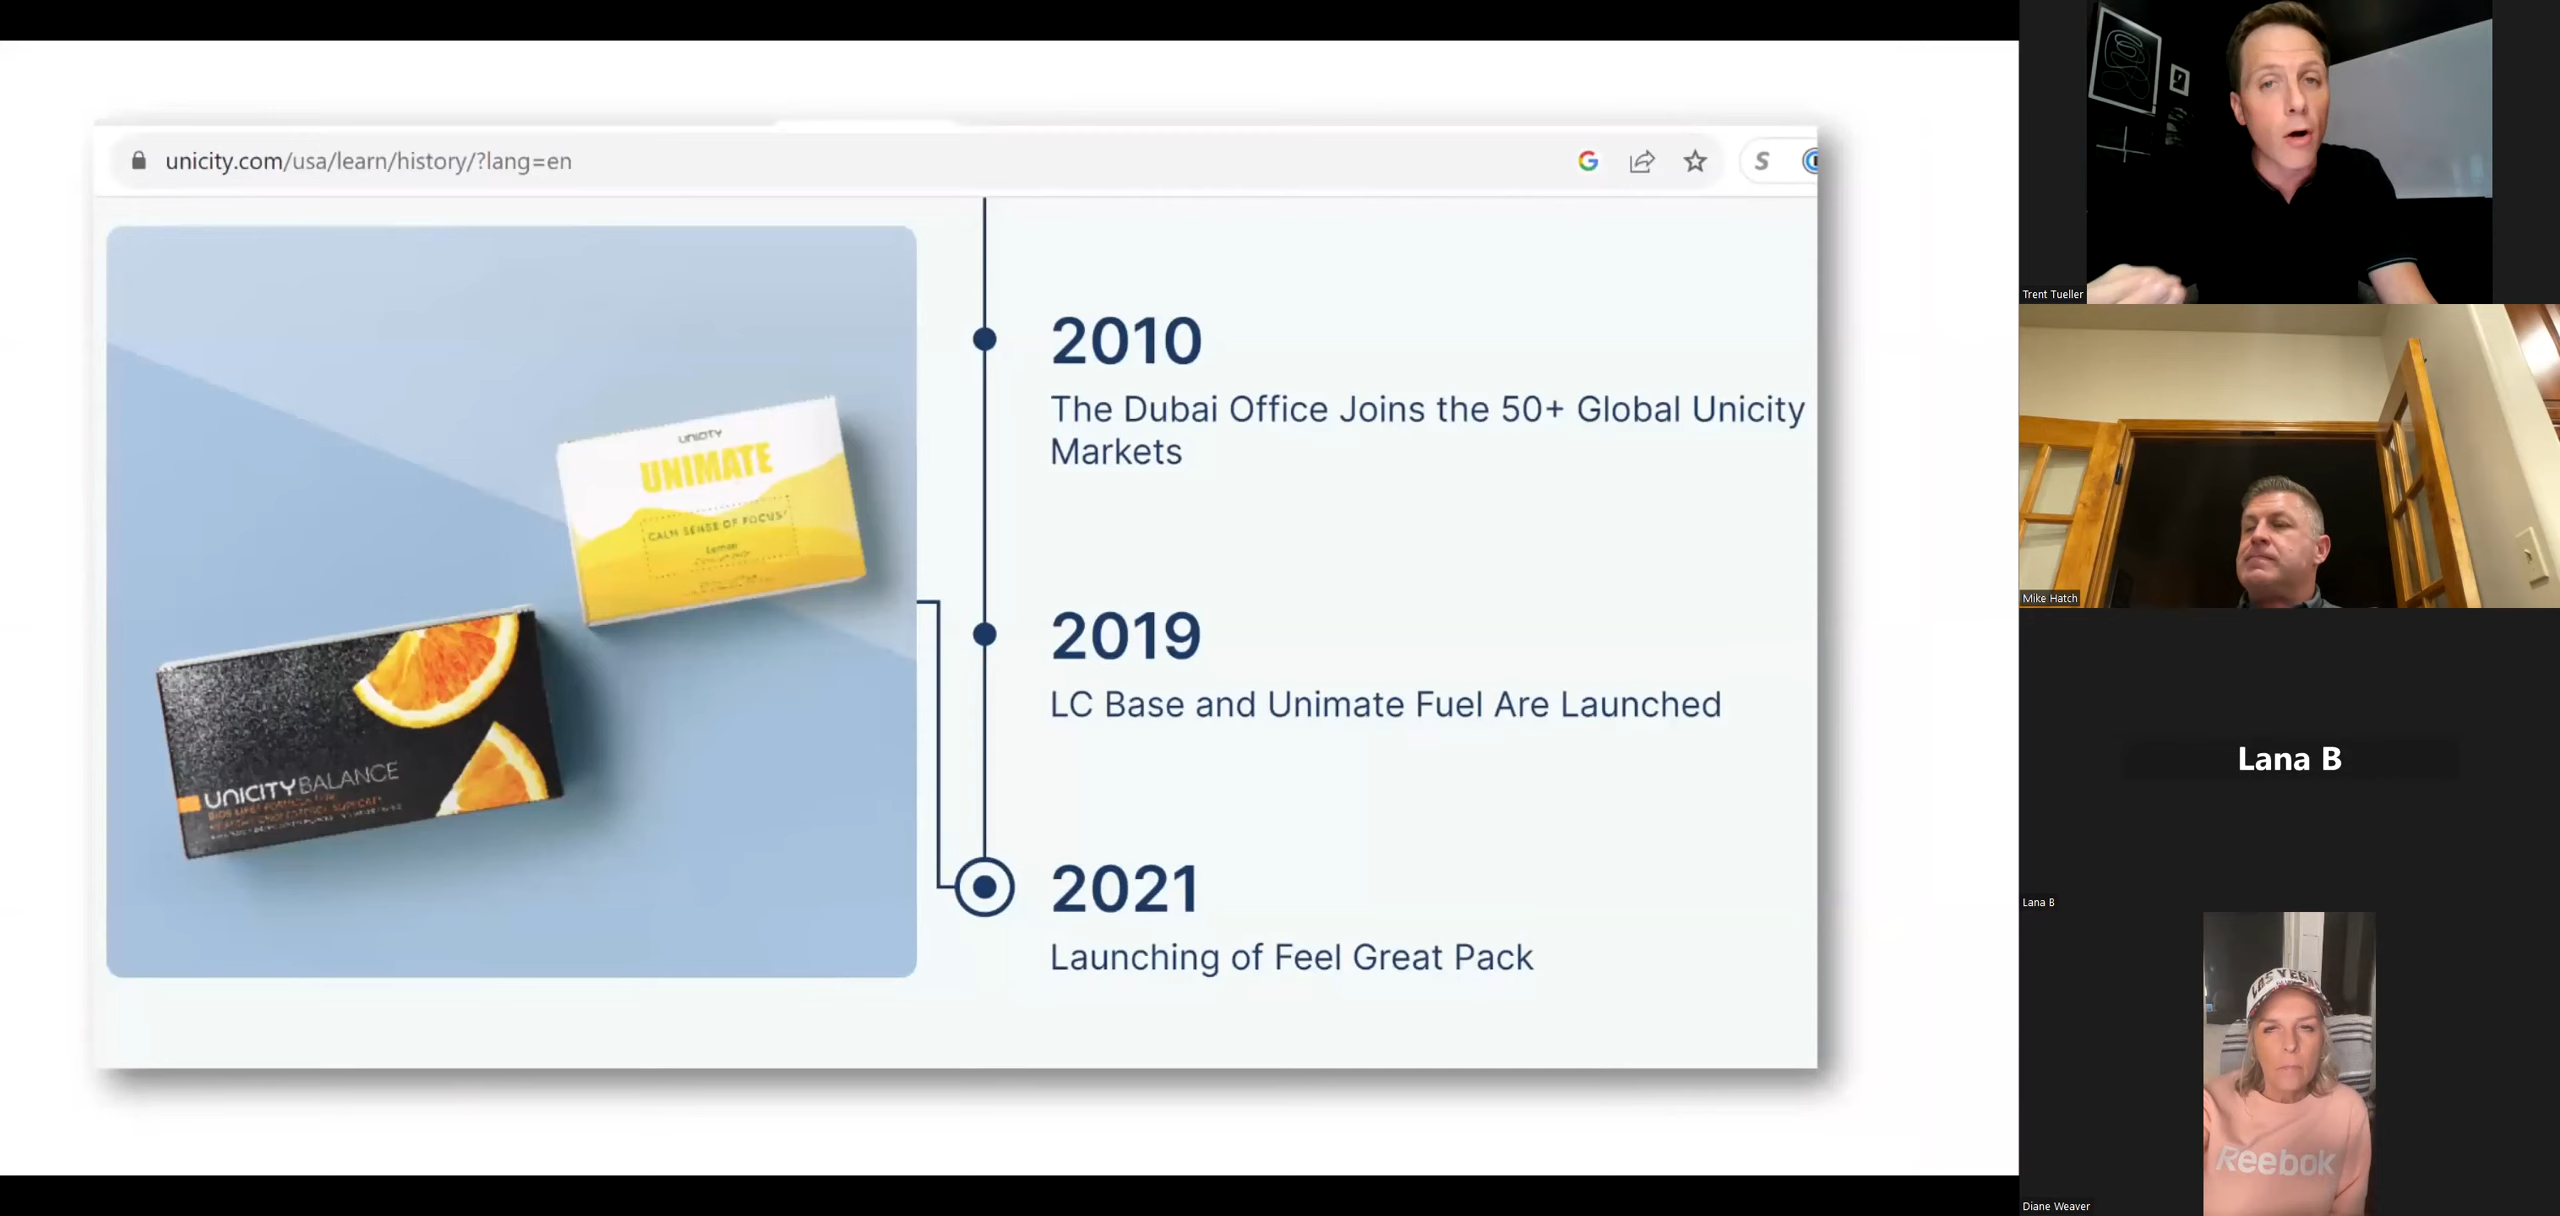 unicity.com/usa/learn/history/?lang=en
UNICITY
UNIMATE
CALM SENSE OF FOCUS
Lemon
UNICITY BALANCE
2010
The Dubai Office Joins the 50+ Global Unicity
Markets
2019
LC Base and Unimate Fuel Are Launched
2021
Launching of Feel Great Pack
Trent Tueller
Mike Hatch
Lana B
Lana B
LAS VEGAS
Reebok
Diane Weaver